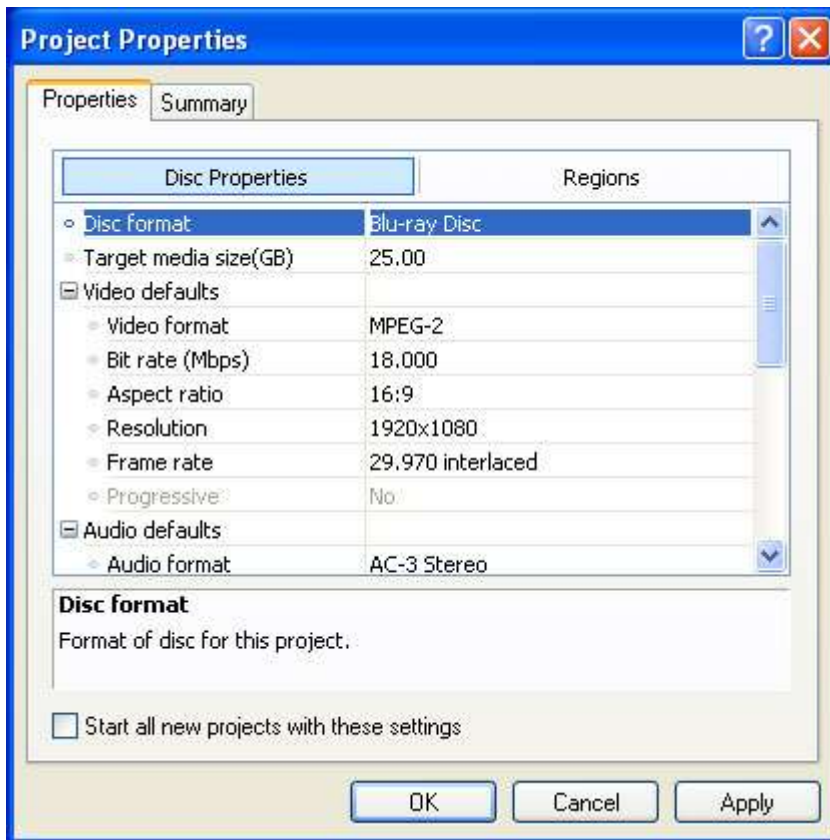 Project Properties
Properties Summary
Disc Properties Regions
Disc format Blu-ray Disc
Target media size(GB) 25.00
Video defaults
Video format MPEG-2
Bit rate (Mbps) 18.000
Aspect ratio 16:9
Resolution 1920x1080
Frame rate 29.970 interlaced
Progressive No
Audio defaults
Audio format AC-3 Stereo
Disc format
Format of disc for this project.
Start all new projects with these settings
OK Cancel Apply